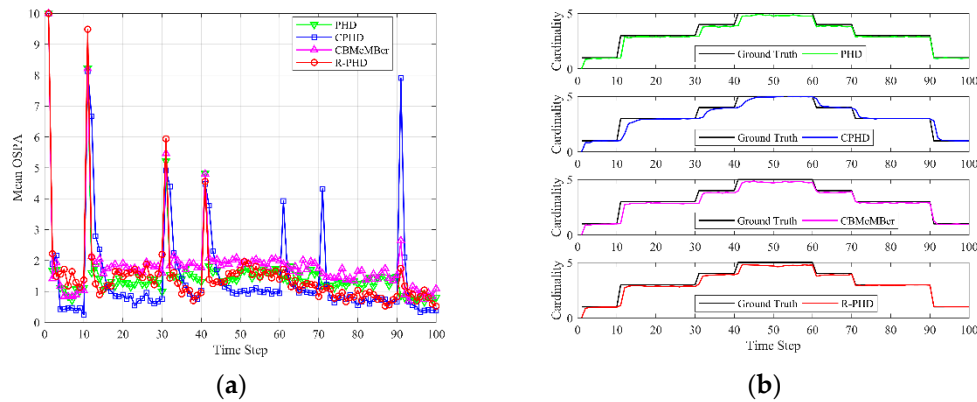 10
9
8
7
6
5
4
3
2
1
0
Mean OSPA
PHD
CPHD
CBMeMBer
R-PHD
0 10 20 30 40 50 60 70 80 90 100
Time Step
(a)
Cardinality
5
0
Ground Truth PHD
0 10 20 30 40 50 60 70 80 90 100
Cardinality
5
0
Ground Truth CPHD
0 10 20 30 40 50 60 70 80 90 100
Cardinality
5
0
Ground Truth CBMeMBer
0 10 20 30 40 50 60 70 80 90 100
Cardinality
5
0
Ground Truth R-PHD
0 10 20 30 40 50 60 70 80 90 100
Time Step
(b)